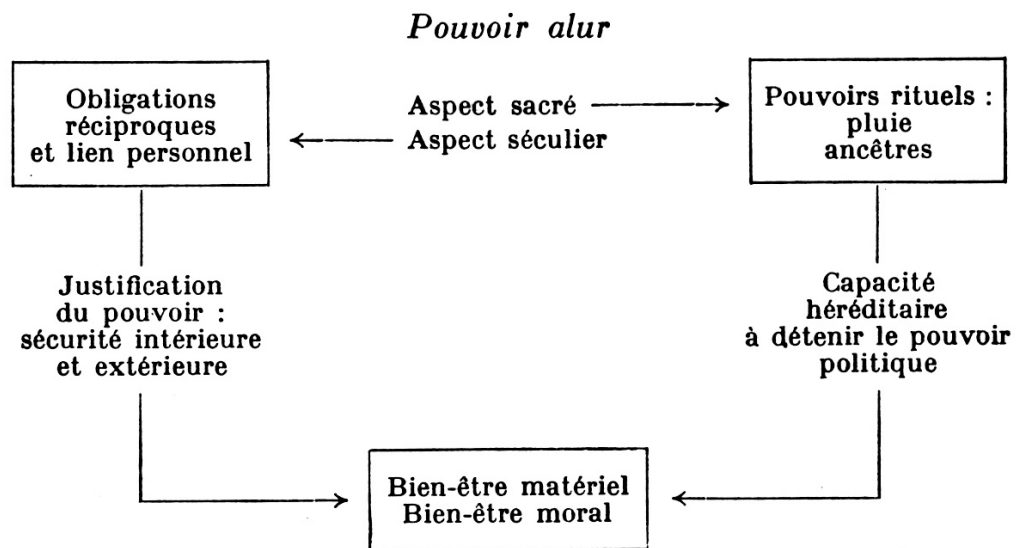 Pouvoir alur
Obligations
réciproques
et lien personnel
Aspect sacré
Aspect séculier
Pouvoirs rituels :
pluie
ancêtres
Justification
du pouvoir :
sécurité intérieure
et extérieure
Capacité
héréditaire
à détenir le pouvoir
politique
Bien-être matériel
Bien-être moral